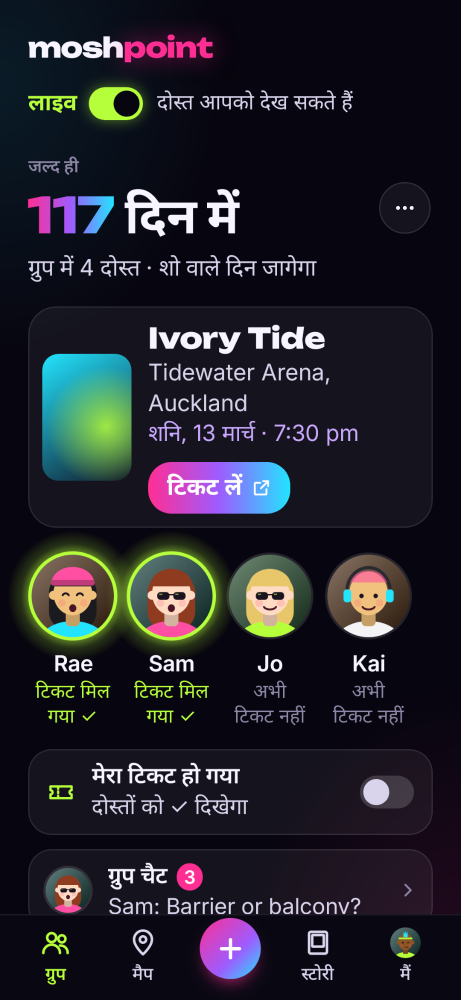 moshpoint
लाइव दोस्त आपको देख सकते हैं
जल्द ही
117 दिन में
ग्रुप में 4 दोस्त · शो वाले दिन जागेगा
Ivory Tide
Tidewater Arena,
Auckland
शनि, 13 मार्च · 7:30 pm
टिकट लें
Rae
टिकट मिल
गया ✓
Sam
टिकट मिल
गया ✓
Jo
अभी
टिकट नहीं
Kai
अभी
टिकट नहीं
मेरा टिकट हो गया
दोस्तों को ✓ दिखेगा
ग्रुप चैट 3
Sam: Barrier or balcony?
ग्रुप
मैप
स्टोरी
मैं